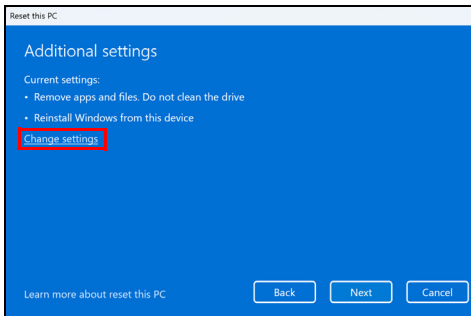 Reset this PC
Additional settings
Current settings:
• Remove apps and files. Do not clean the drive
• Reinstall Windows from this device
Change settings
Learn more about reset this PC
Back
Next
Cancel